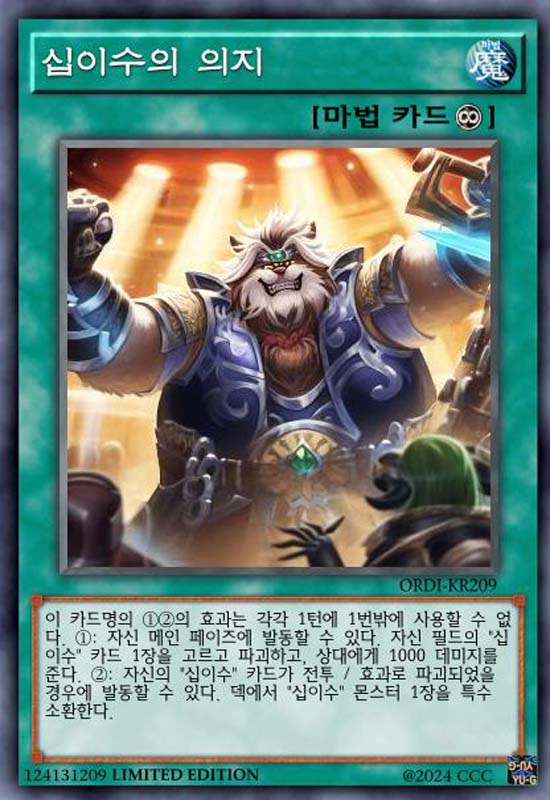 십이수의 의지
마법
魔
[마법 카드♾]
ORDI-KR209
이 카드명의 ①②의 효과는 각각 1턴에 1번밖에 사용할 수 없
다. ①: 자신 메인 페이즈에 발동할 수 있다. 자신 필드의 "십
이수" 카드 1장을 고르고 파괴하고, 상대에게 1000 데미지를
준다. ②: 자신의 "십이수" 카드가 전투 / 효과로 파괴되었을
경우에 발동할 수 있다. 덱에서 "십이수" 몬스터 1장을 특수
소환한다.
124131209 LIMITED EDITION
@2024 CCC